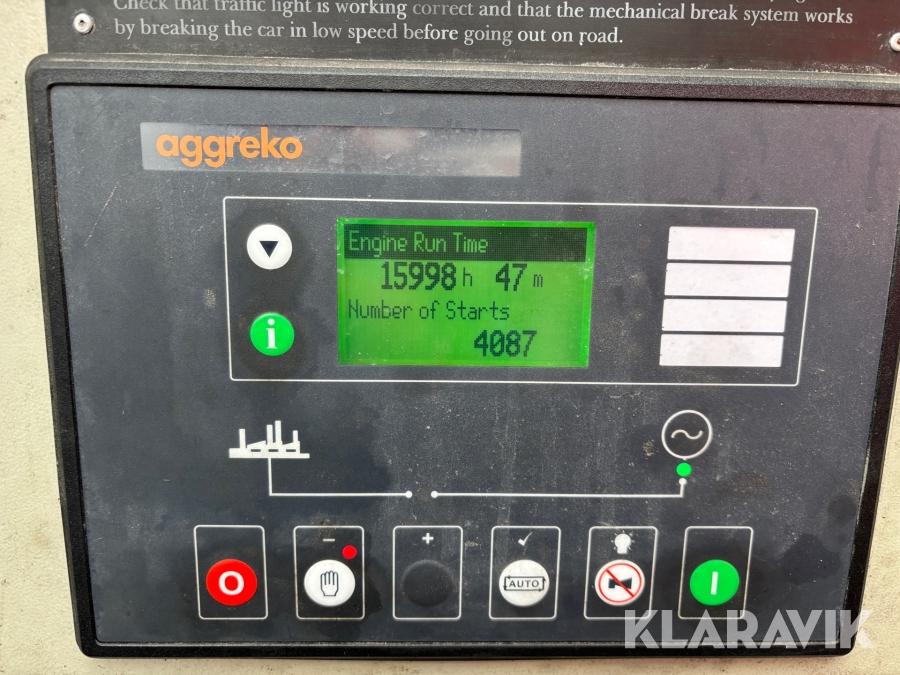 Check that traffic light is working correct and that the mechanical break system works
by breaking the car in low speed before going out on road.
aggreko
Engine Run Time
15998 h 47 m
Number of Starts
4087
i
− + ✓
O AUTO I
KLARAVIK